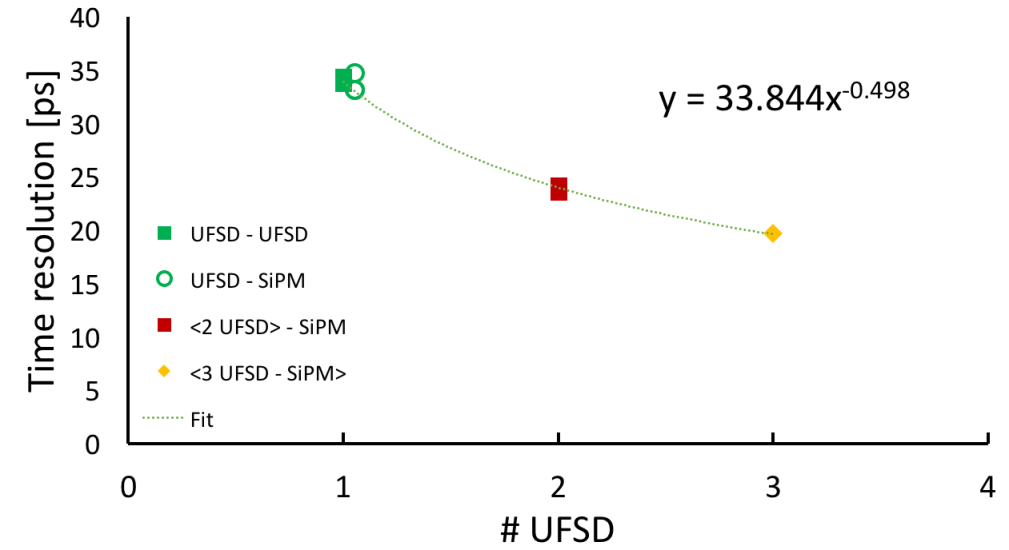 40
35
30
25
20
15
10
5
0
Time resolution [ps]
y = 33.844x^-0.498
UFSD - UFSD
UFSD - SiPM
<2 UFSD> - SiPM
<3 UFSD - SiPM>
Fit
0 1 2 3 4
# UFSD